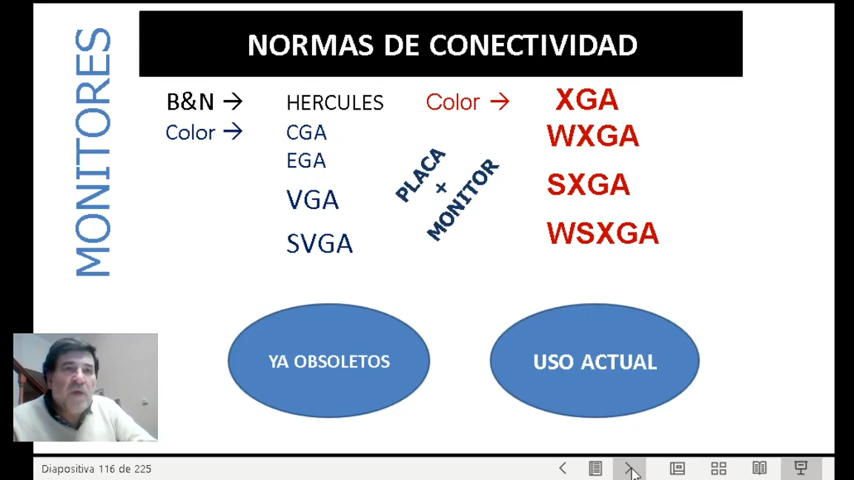 MONITORES
NORMAS DE CONECTIVIDAD
B&N → HERCULES
Color → CGA
EGA
VGA
SVGA
PLACA
+
MONITOR
Color → XGA
WXGA
SXGA
WSXGA
YA OBSOLETOS
USO ACTUAL
Diapositiva 116 de 225